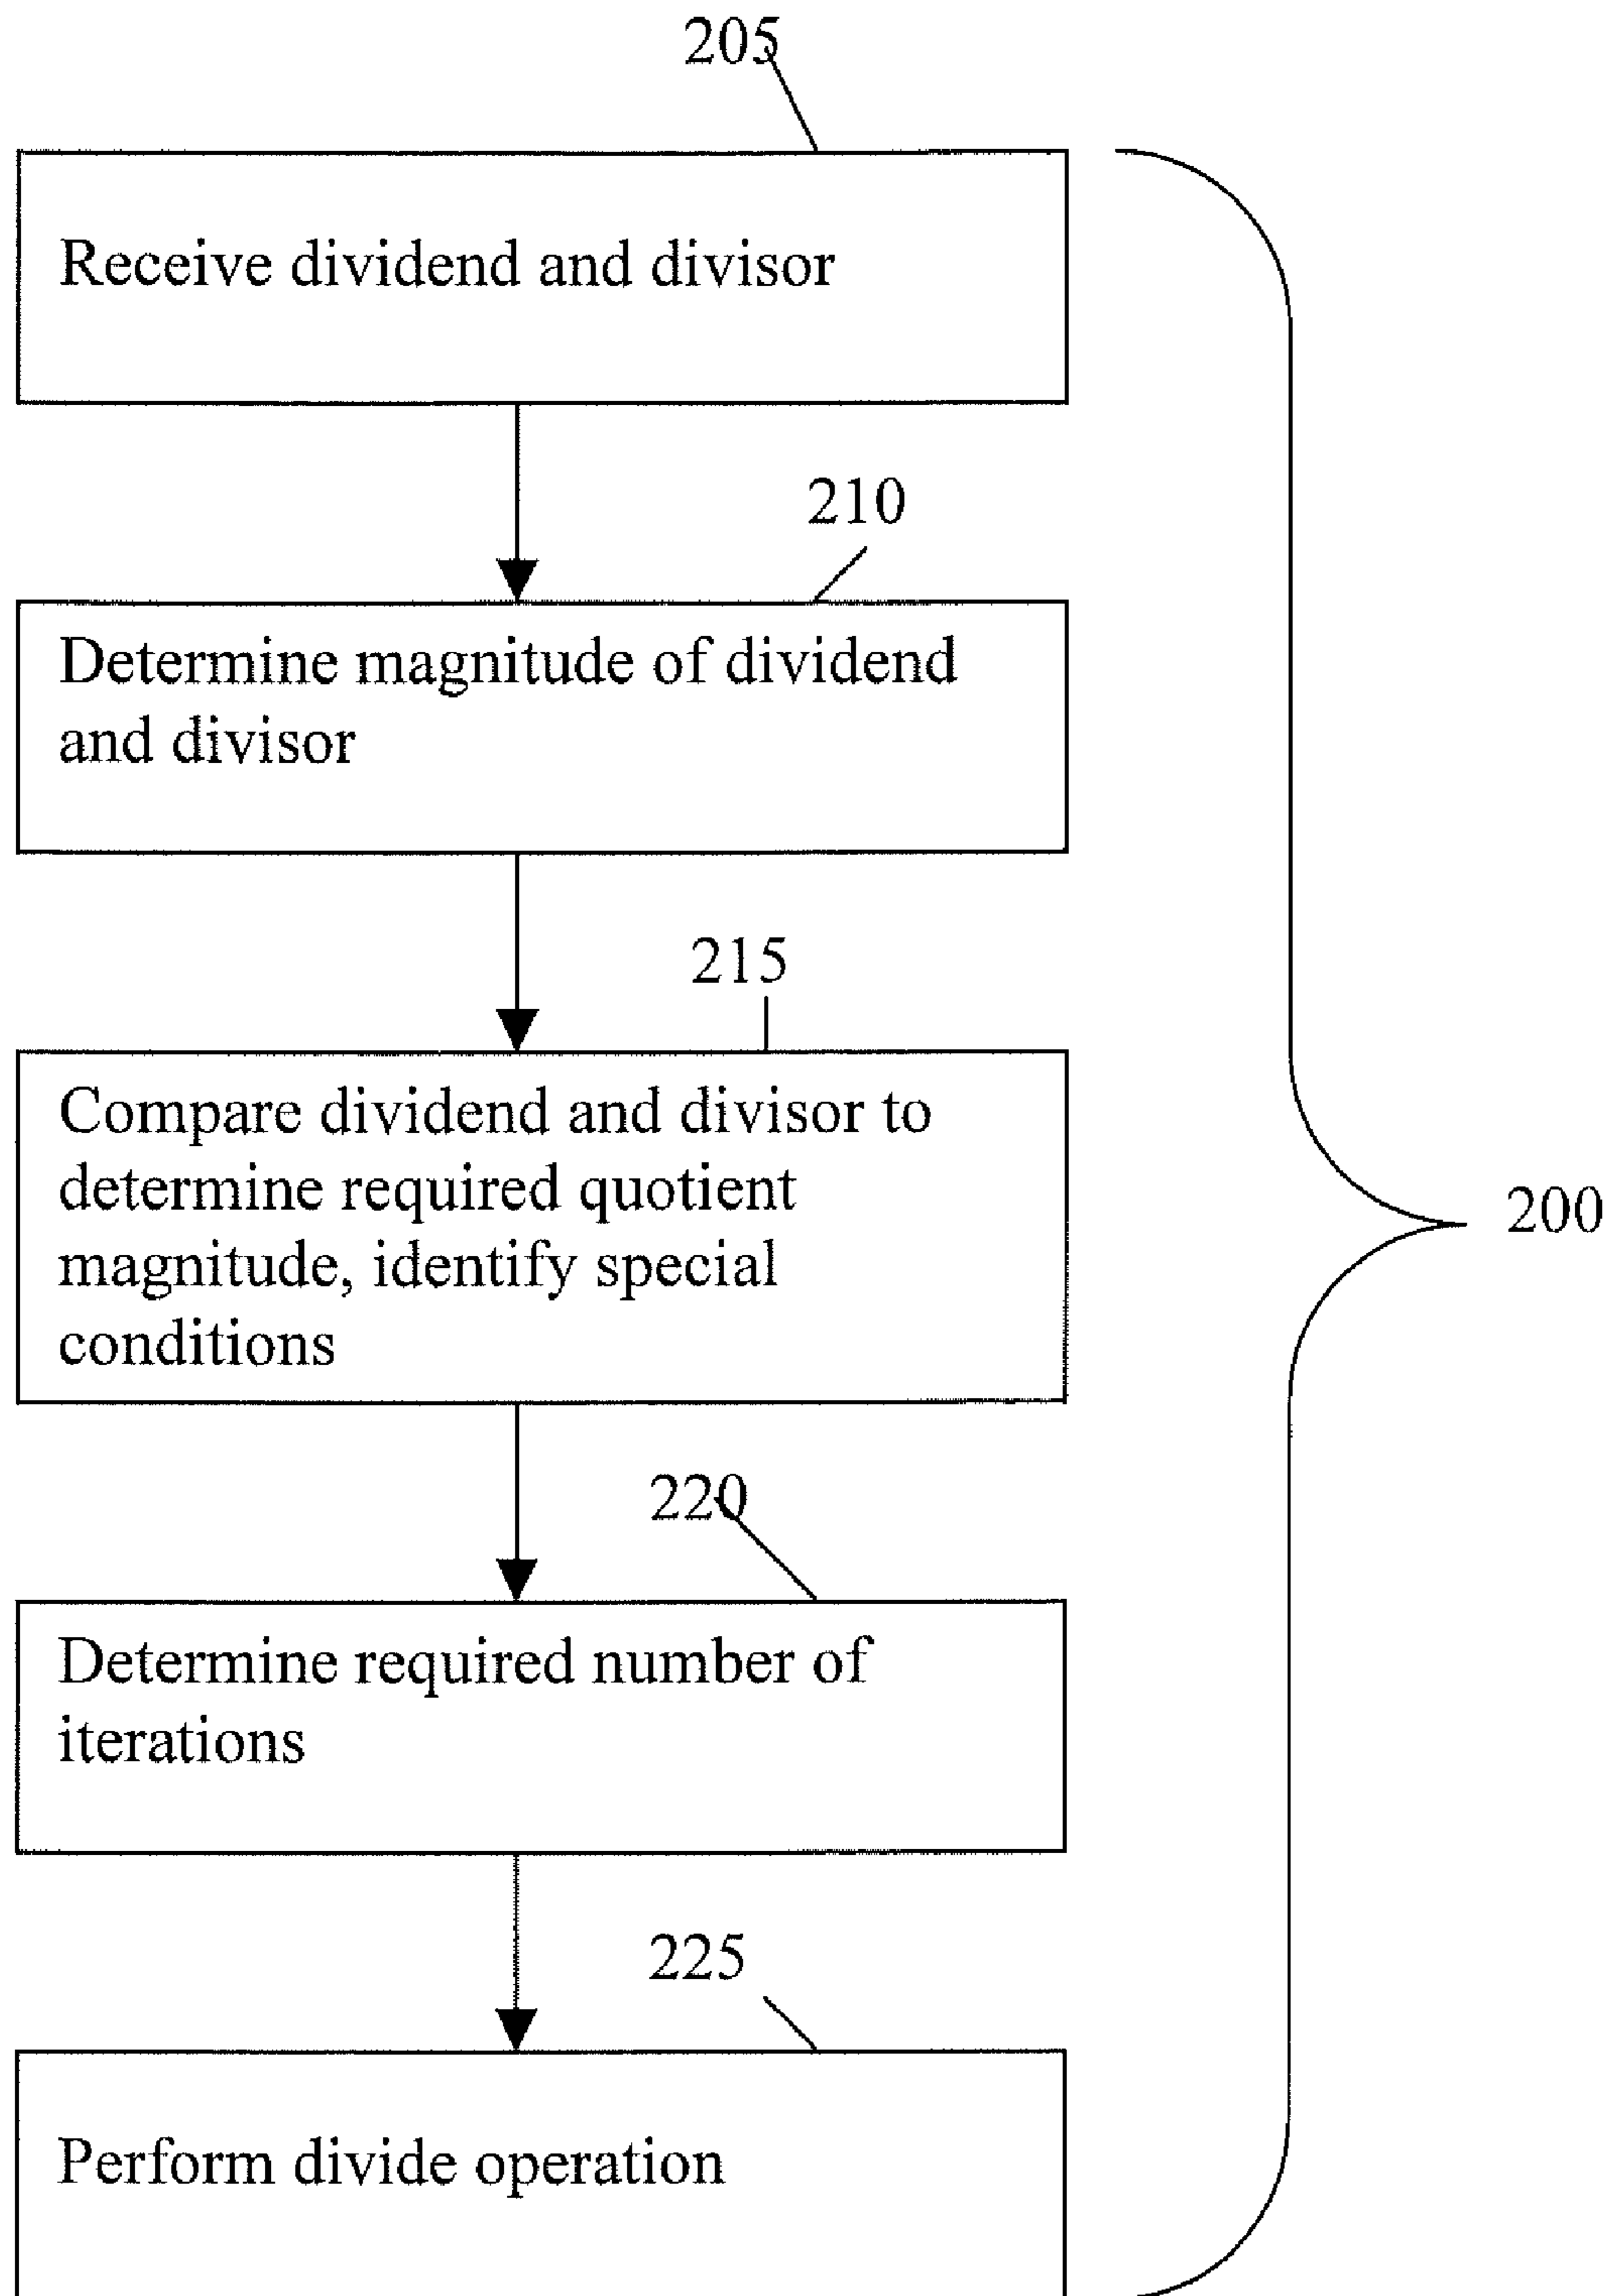 205
Receive dividend and divisor
210
Determine magnitude of dividend
and divisor
215
Compare dividend and divisor to
determine required quotient
magnitude, identify special
conditions
200
220
Determine required number of
iterations
225
Perform divide operation